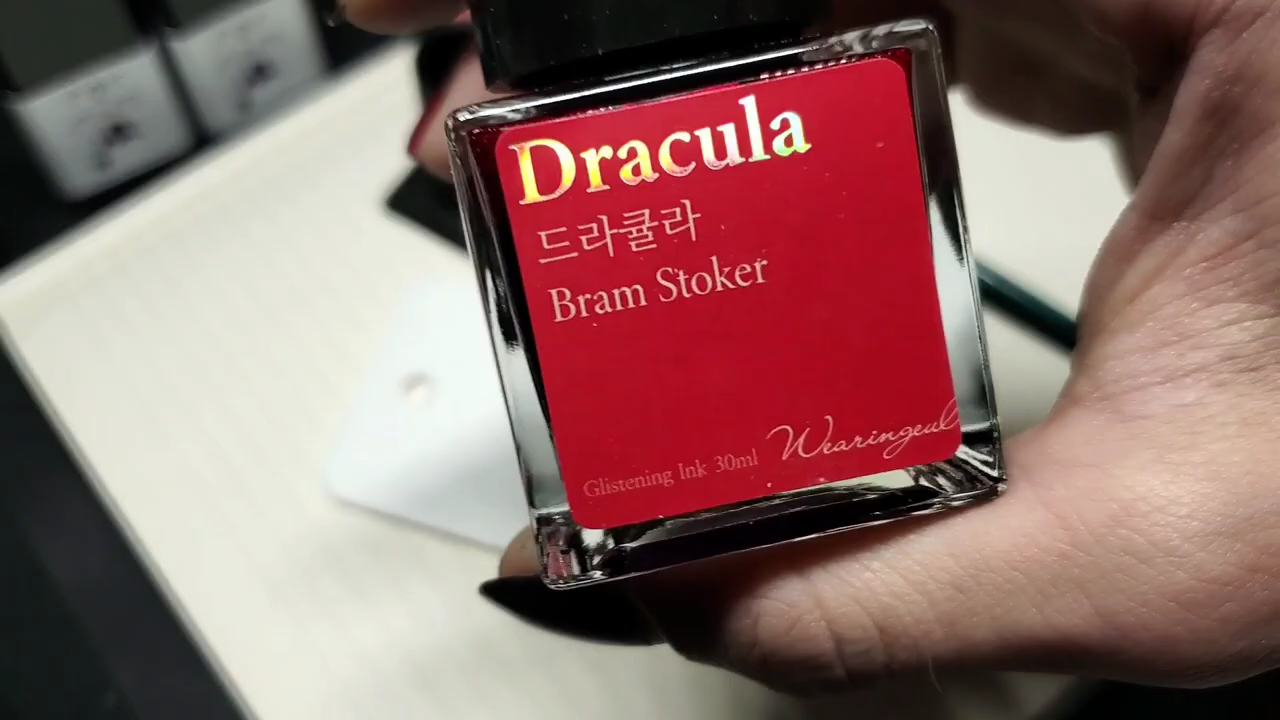 Dracula
드라큘라
Bram Stoker
Glistening Ink 30ml
Wearingeul